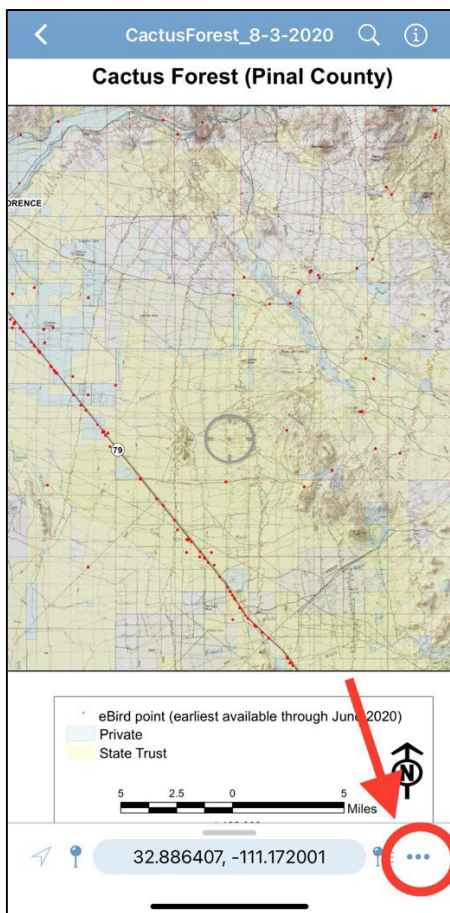 CactusForest_8-3-2020
Cactus Forest (Pinal County)
ORENCE
79
eBird point (earliest available through June 2020)
Private
State Trust
N
5 2.5 0 5
Miles
32.886407, -111.172001